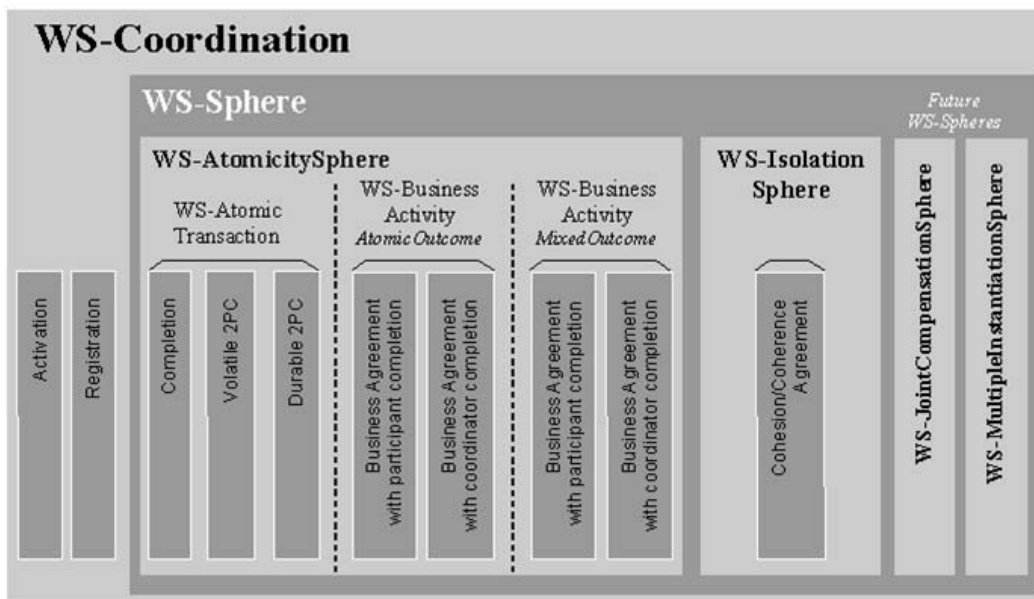 WS-Coordination
WS-Sphere
Future
WS-Spheres
WS-AtomicitySphere
WS-Isolation
Sphere
WS-Atomic
Transaction
WS-Business
Activity
Atomic Outcome
WS-Business
Activity
Mixed Outcome
Activation
Registration
Completion
Volatile 2PC
Durable 2PC
Business Agreement
with participant completion
Business Agreement
with coordinator completion
Business Agreement
with participant completion
Business Agreement
with coordinator completion
Cohesion/Coherence
Agreement
WS-JointCompensationSphere
WS-MultipleInstantiationSphere